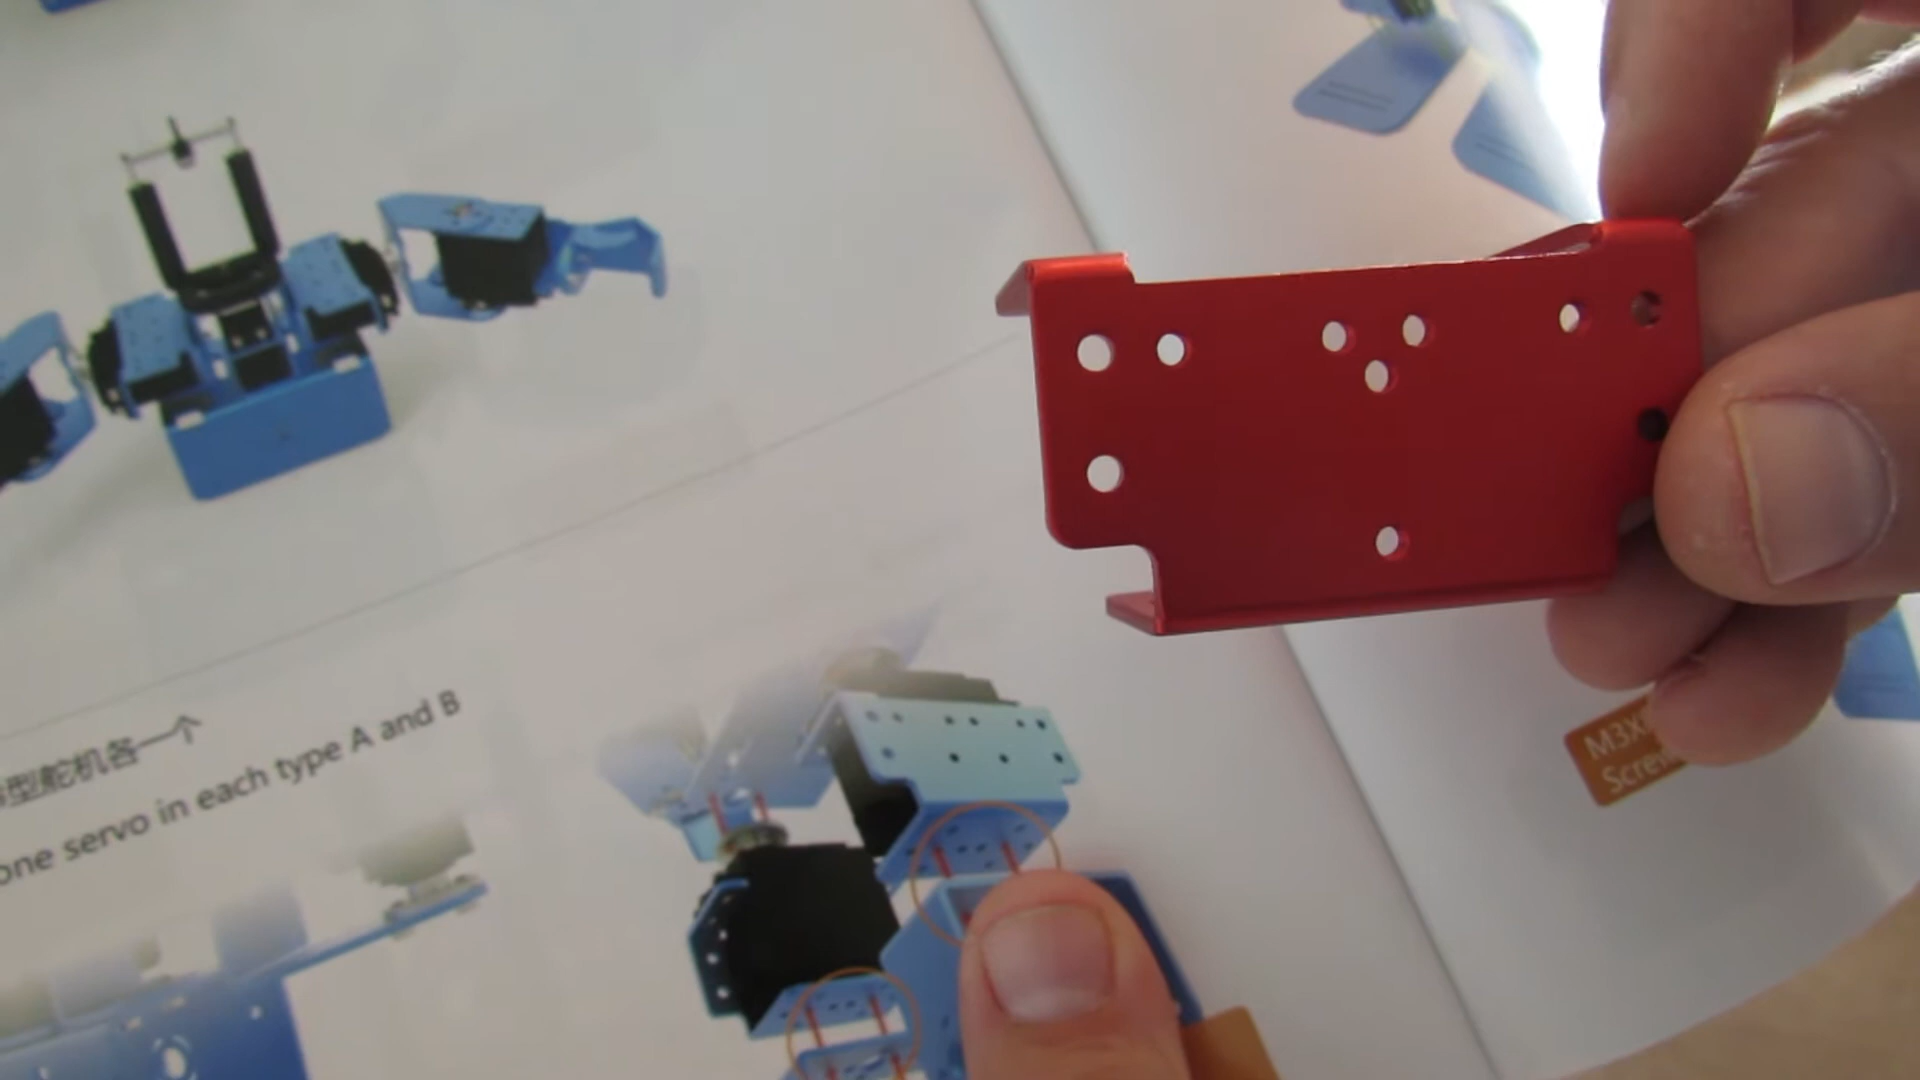 型舵机各一个
one servo in each type A and B
M3X
Screw